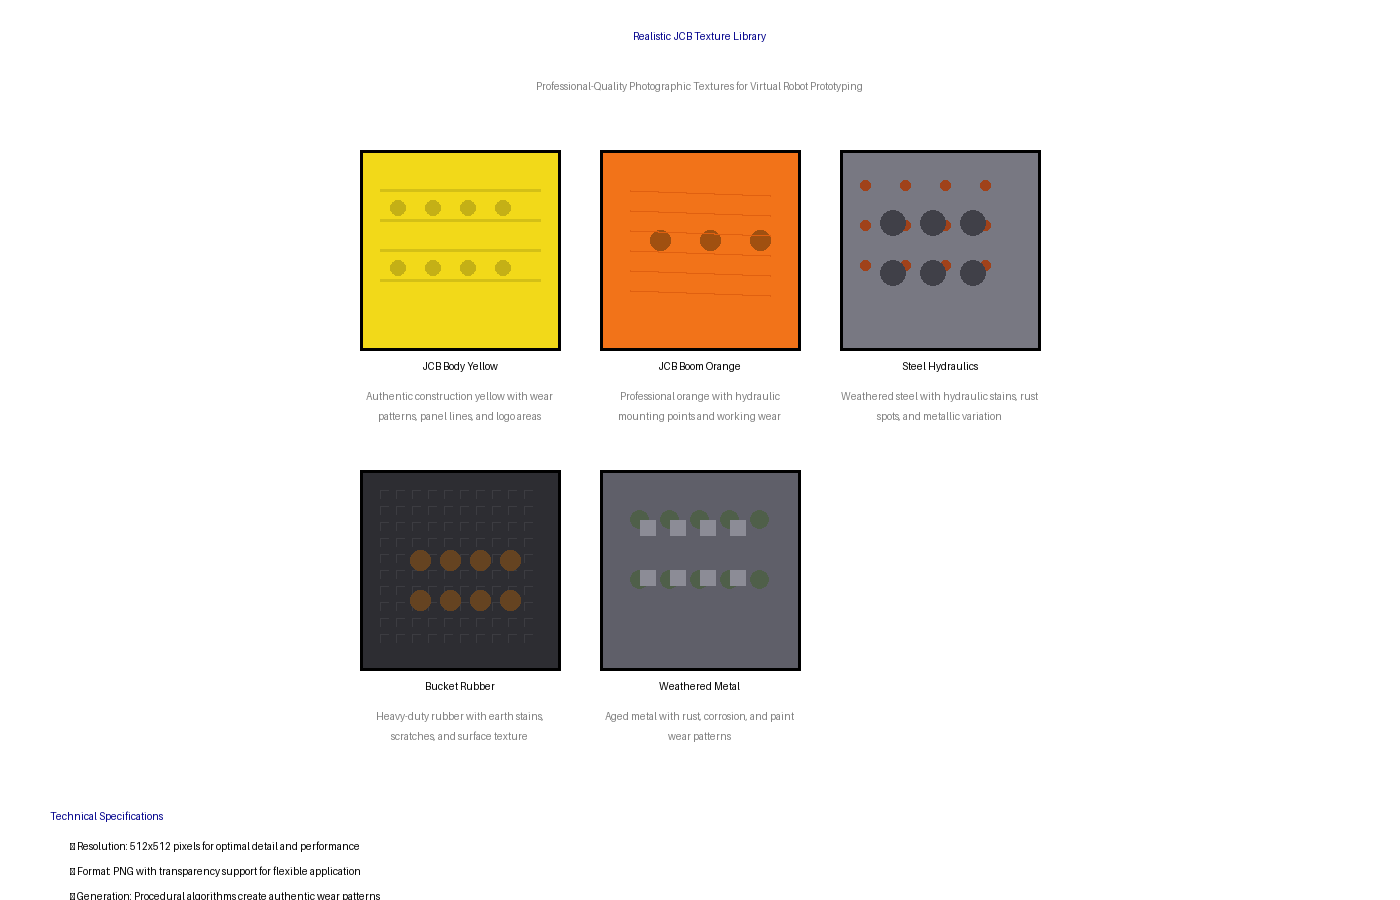 Realistic JCB Texture Library
Professional-Quality Photographic Textures for Virtual Robot Prototyping
JCB Body Yellow
Authentic construction yellow with wear
patterns, panel lines, and logo areas
JCB Boom Orange
Professional orange with hydraulic
mounting points and working wear
Steel Hydraulics
Weathered steel with hydraulic stains, rust
spots, and metallic variation
Bucket Rubber
Heavy-duty rubber with earth stains,
scratches, and surface texture
Weathered Metal
Aged metal with rust, corrosion, and paint
wear patterns
Technical Specifications
Resolution: 512x512 pixels for optimal detail and performance
Format: PNG with transparency support for flexible application
Generation: Procedural algorithms create authentic wear patterns